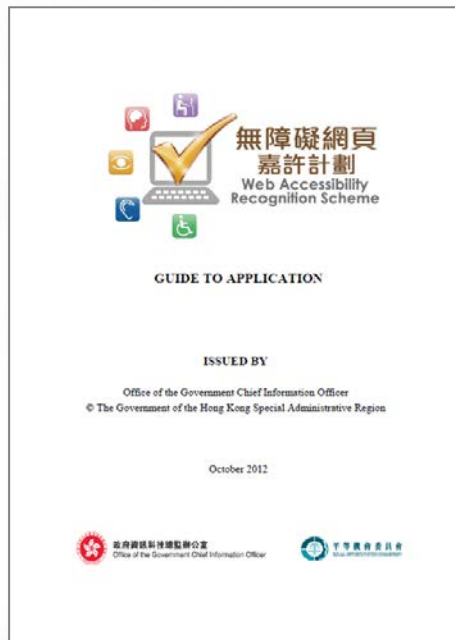 無障礙網頁
嘉許計劃
Web Accessibility
Recognition Scheme
GUIDE TO APPLICATION
ISSUED BY
Office of the Government Chief Information Officer
© The Government of the Hong Kong Special Administrative Region
October 2012
政府資訊科技總監辦公室
Office of the Government Chief Information Officer
平等機會委員會
EQUAL OPPORTUNITIES COMMISSION